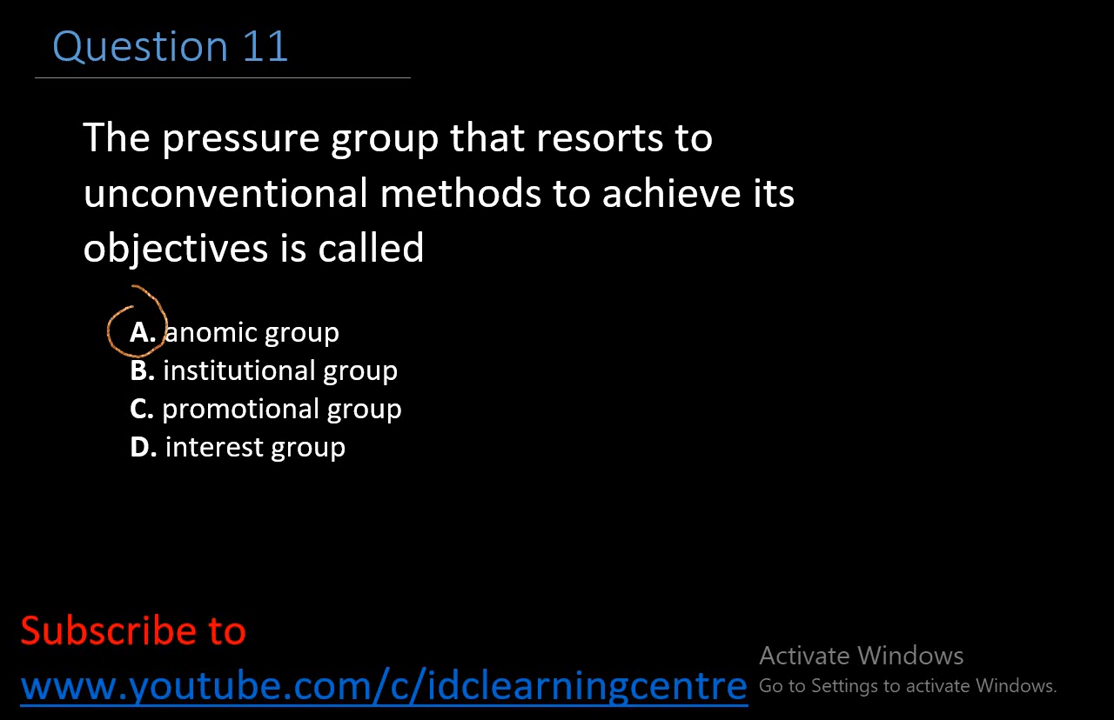 Question 11
The pressure group that resorts to
unconventional methods to achieve its
objectives is called
A. anomic group
B. institutional group
C. promotional group
D. interest group
Subscribe to
www.youtube.com/c/idclearningcentre
Activate Windows
Go to Settings to activate Windows.